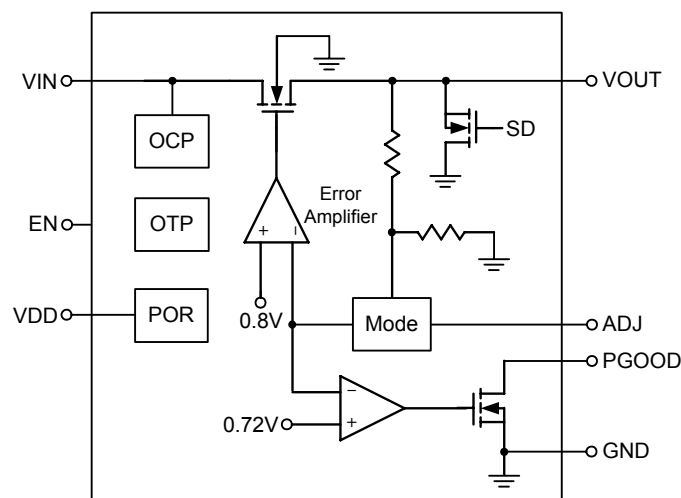 VIN
VOUT
OCP
SD
Error
Amplifier
EN
OTP
+
−
VDD
POR
0.8V
Mode
ADJ
PGOOD
−
0.72V
+
GND